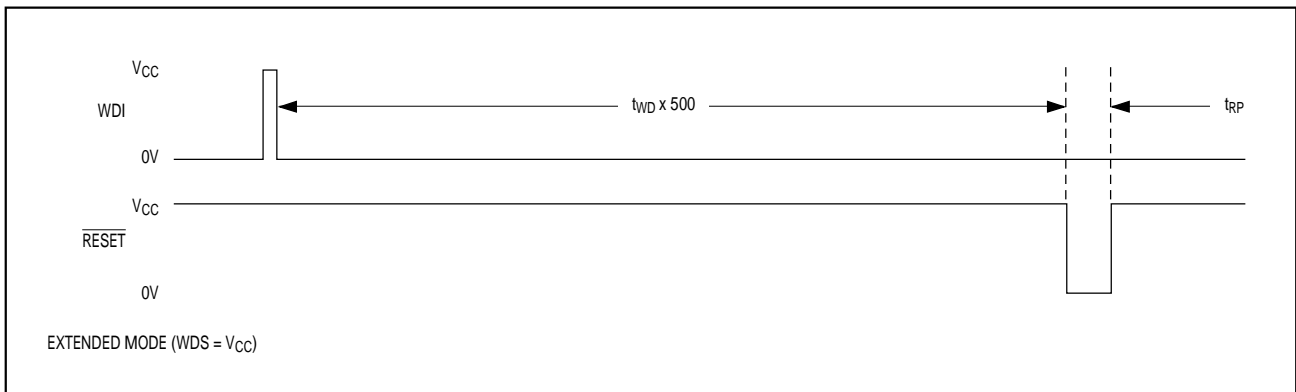 VCC
WDI
tWD x 500
tRP
0V
VCC
RESET
0V
EXTENDED MODE (WDS = VCC)